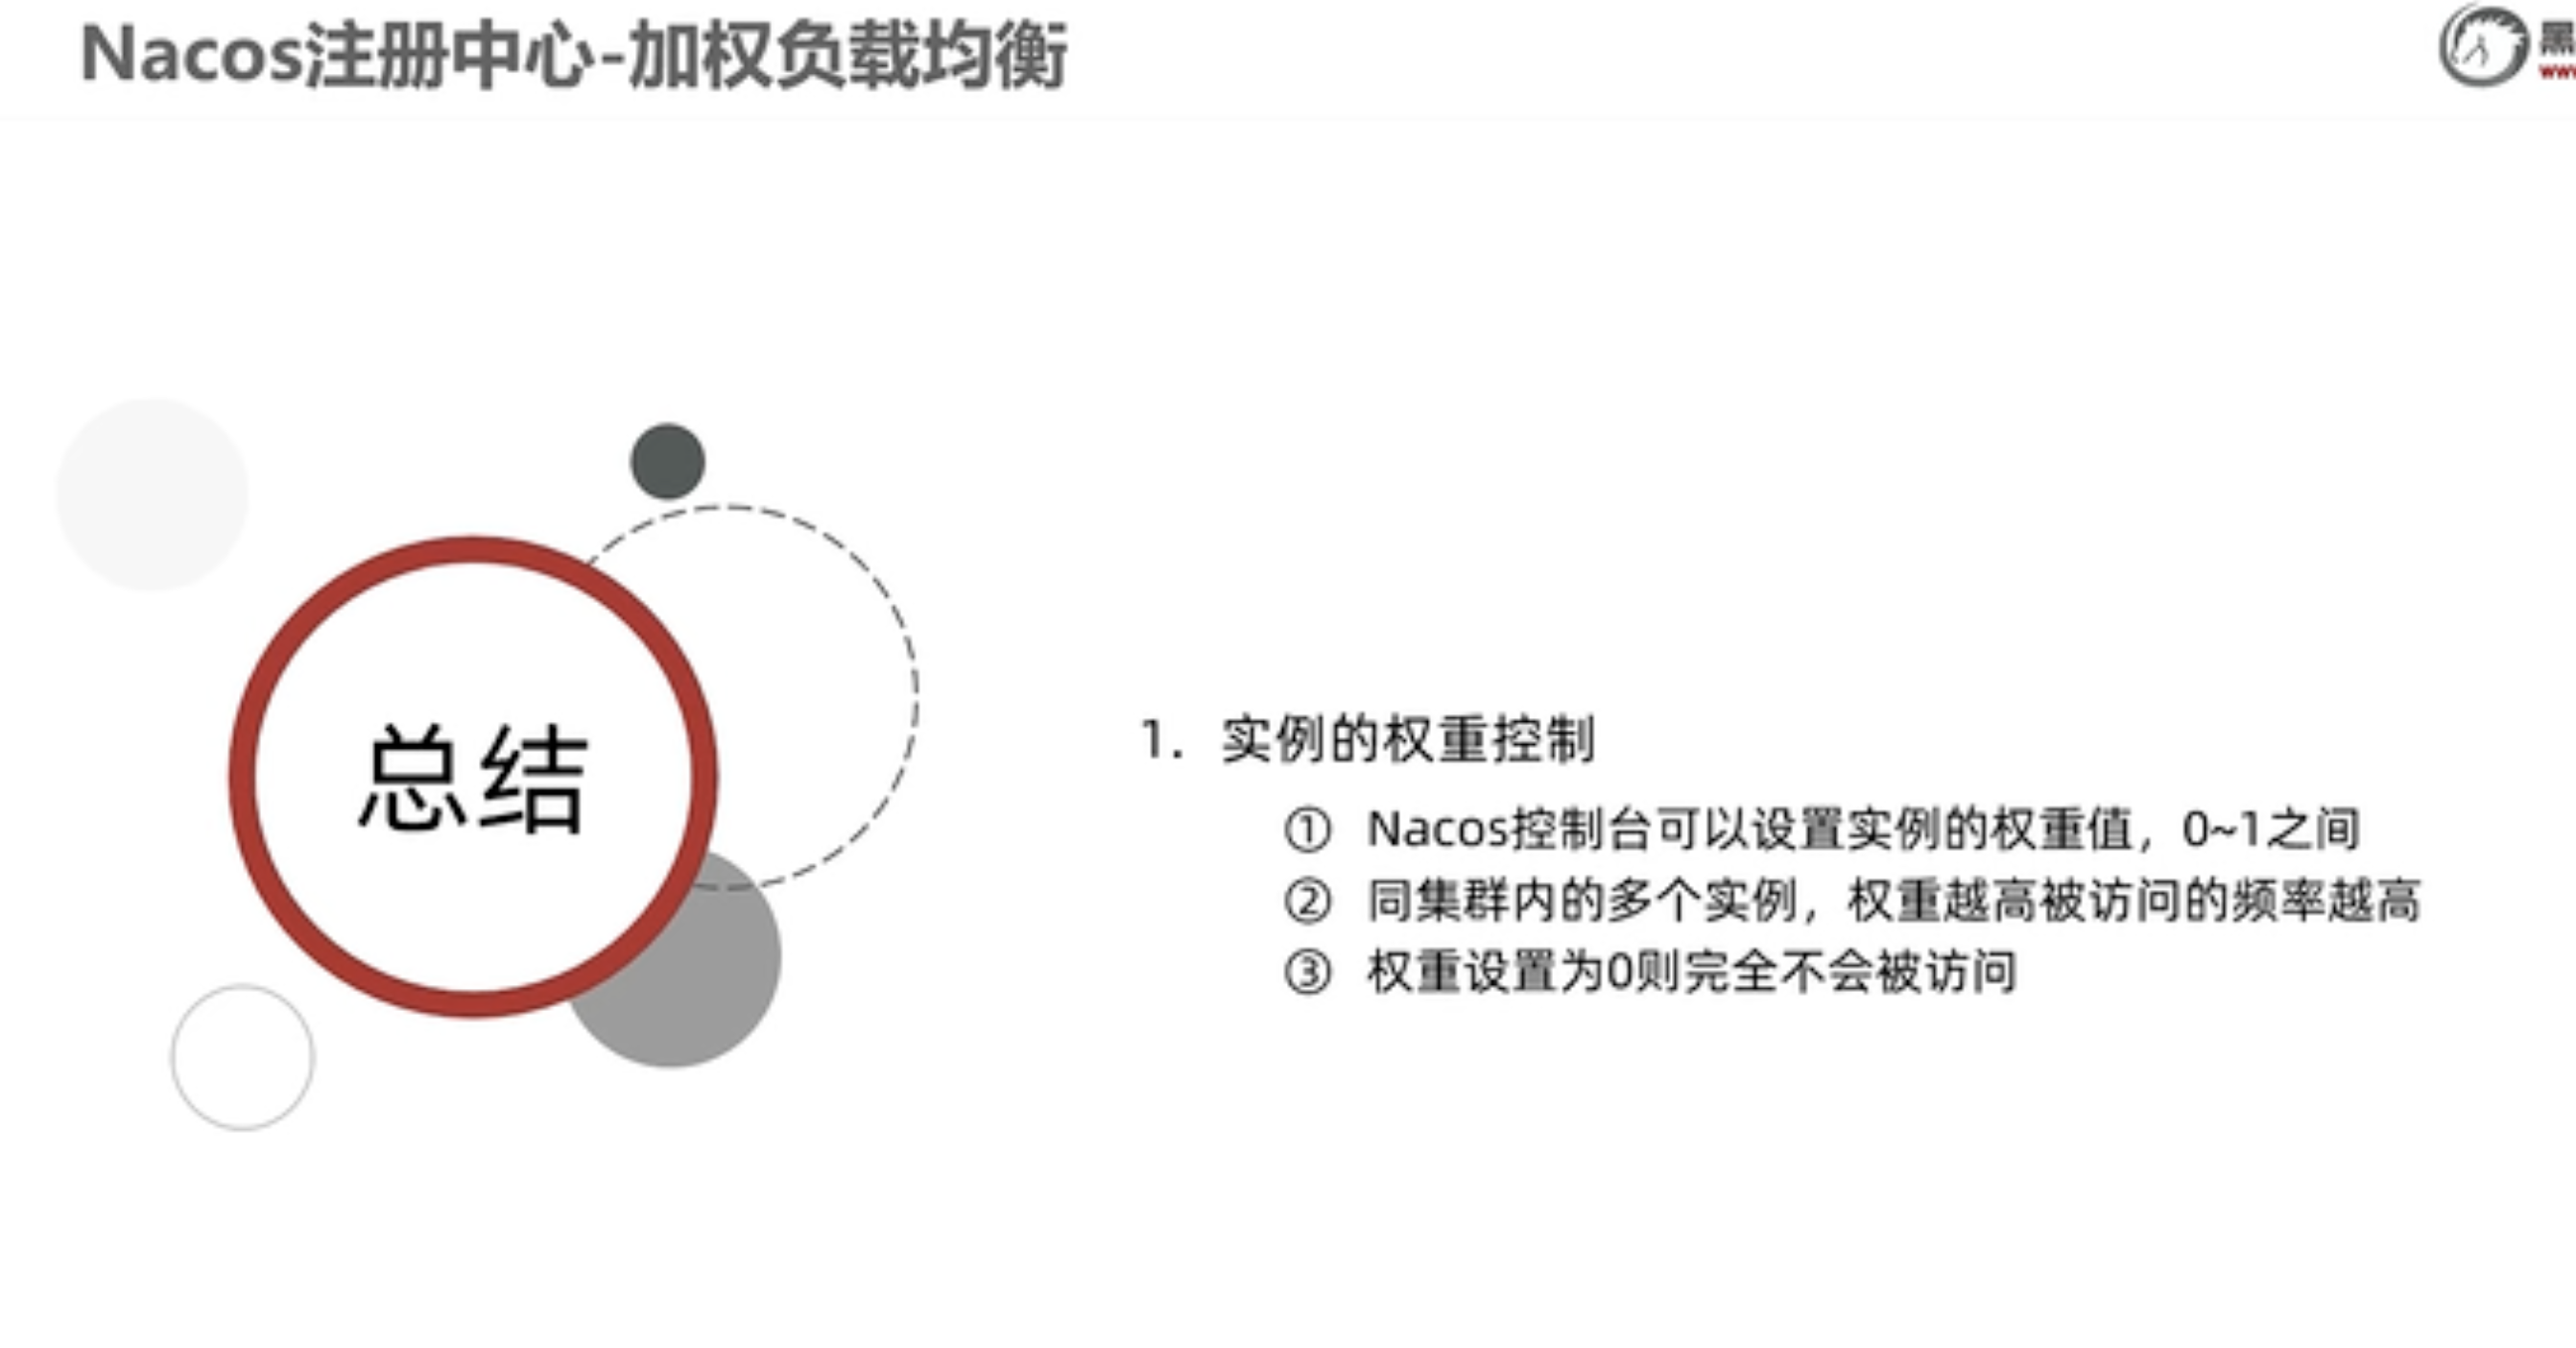 Nacos注册中心-加权负载均衡
黑
www
总结
1. 实例的权重控制
① Nacos控制台可以设置实例的权重值，0~1之间
② 同集群内的多个实例，权重越高被访问的频率越高
③ 权重设置为0则完全不会被访问